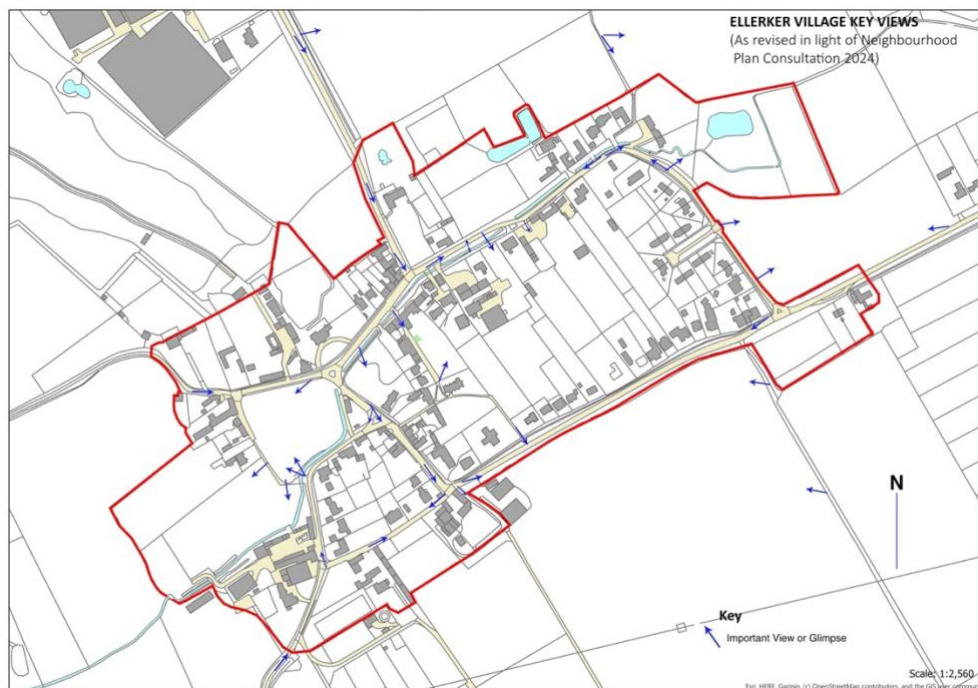 ELLERKER VILLAGE KEY VIEWS
(As revised in light of Neighbourhood
Plan Consultation 2024)
N
Key
Important View or Glimpse
Scale: 1:2,560
Esri, HERE, Garmin, (c) OpenStreetMap contributors, and the GIS user community